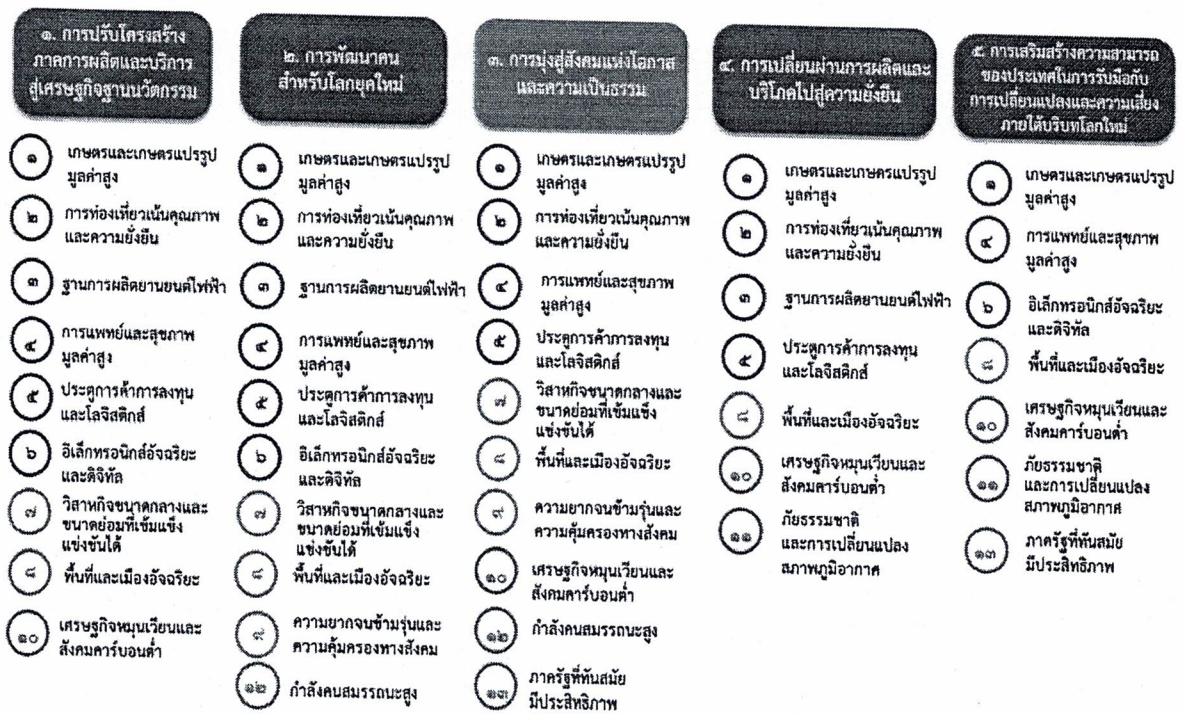 ๑. การปรับโครงสร้าง
ภาคการผลิตและบริการ
สู่เศรษฐกิจฐานนวัตกรรม
๑
เกษตรและเกษตรแปรรูป
มูลค่าสูง
๒
การท่องเที่ยวเน้นคุณภาพ
และความยั่งยืน
๓
ฐานการผลิตยานยนต์ไฟฟ้า
๔
การแพทย์และสุขภาพ
มูลค่าสูง
๕
ประตูการค้าการลงทุน
และโลจิสติกส์
๖
อิเล็กทรอนิกส์อัจฉริยะ
และดิจิทัล
๗
วิสาหกิจขนาดกลางและ
ขนาดย่อมที่เข้มแข็ง
แข่งขันได้
๘
พื้นที่และเมืองอัจฉริยะ
๑๐
เศรษฐกิจหมุนเวียนและ
สังคมคาร์บอนต่ำ
๒. การพัฒนาคน
สำหรับโลกยุคใหม่
๑
เกษตรและเกษตรแปรรูป
มูลค่าสูง
๒
การท่องเที่ยวเน้นคุณภาพ
และความยั่งยืน
๓
ฐานการผลิตยานยนต์ไฟฟ้า
๔
การแพทย์และสุขภาพ
มูลค่าสูง
๕
ประตูการค้าการลงทุน
และโลจิสติกส์
๖
อิเล็กทรอนิกส์อัจฉริยะ
และดิจิทัล
๗
วิสาหกิจขนาดกลางและ
ขนาดย่อมที่เข้มแข็ง
แข่งขันได้
๘
พื้นที่และเมืองอัจฉริยะ
๙
ความยากจนข้ามรุ่นและ
ความคุ้มครองทางสังคม
๑๒
กำลังคนสมรรถนะสูง
๓. การมุ่งสู่สังคมแห่งโอกาส
และความเป็นธรรม
๑
เกษตรและเกษตรแปรรูป
มูลค่าสูง
๒
การท่องเที่ยวเน้นคุณภาพ
และความยั่งยืน
๔
การแพทย์และสุขภาพ
มูลค่าสูง
๕
ประตูการค้าการลงทุน
และโลจิสติกส์
๗
วิสาหกิจขนาดกลางและ
ขนาดย่อมที่เข้มแข็ง
แข่งขันได้
๘
พื้นที่และเมืองอัจฉริยะ
๙
ความยากจนข้ามรุ่นและ
ความคุ้มครองทางสังคม
๑๐
เศรษฐกิจหมุนเวียนและ
สังคมคาร์บอนต่ำ
๑๒
กำลังคนสมรรถนะสูง
๑๓
ภาครัฐที่ทันสมัย
มีประสิทธิภาพ
๔. การเปลี่ยนผ่านการผลิตและ
บริโภคไปสู่ความยั่งยืน
๑
เกษตรและเกษตรแปรรูป
มูลค่าสูง
๒
การท่องเที่ยวเน้นคุณภาพ
และความยั่งยืน
๓
ฐานการผลิตยานยนต์ไฟฟ้า
๕
ประตูการค้าการลงทุน
และโลจิสติกส์
๘
พื้นที่และเมืองอัจฉริยะ
๑๐
เศรษฐกิจหมุนเวียนและ
สังคมคาร์บอนต่ำ
๑๑
ภัยธรรมชาติ
และการเปลี่ยนแปลง
สภาพภูมิอากาศ
๕. การเสริมสร้างความสามารถ
ของประเทศในการรับมือกับ
การเปลี่ยนแปลงและความเสี่ยง
ภายใต้บริบทโลกใหม่
๑
เกษตรและเกษตรแปรรูป
มูลค่าสูง
๔
การแพทย์และสุขภาพ
มูลค่าสูง
๖
อิเล็กทรอนิกส์อัจฉริยะ
และดิจิทัล
๘
พื้นที่และเมืองอัจฉริยะ
๑๐
เศรษฐกิจหมุนเวียนและ
สังคมคาร์บอนต่ำ
๑๑
ภัยธรรมชาติ
และการเปลี่ยนแปลง
สภาพภูมิอากาศ
๑๓
ภาครัฐที่ทันสมัย
มีประสิทธิภาพ